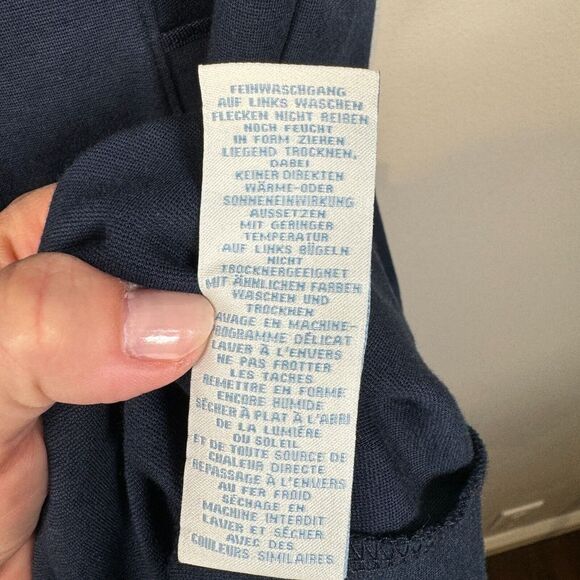 FEINWASCHGANG
AUF LINKS WASCHEN
FLECKEN NICHT REIBEN
NOCH FEUCHT
IN FORM ZIEHEN
LIEGEND TROCKNEN,
DABEI
KEINER DIREKTEN
WÄRME-ODER
SONNENEINWIRKUNG
AUSSETZEN
MIT GERINGER
TEMPERATUR
AUF LINKS BÜGELN
NICHT
TROCKNERGEEIGNET
MIT ÄHNLICHEN FARBEN
WASCHEN UND
TROCKNEN
LAVAGE EN MACHINE-
PROGRAMME DÉLICAT
LAVER À L'ENVERS
NE PAS FROTTER
LES TACHES
REMETTRE EN FORME
ENCORE HUMIDE
SÉCHER À PLAT À L'ABRI
DE LA LUMIÈRE
DU SOLEIL
ET DE TOUTE SOURCE DE
CHALEUR DIRECTE
REPASSAGE À L'ENVERS
AU FER FROID
SÉCHAGE EN
MACHINE INTERDIT
LAVER ET SÉCHER
AVEC DES
COULEURS SIMILAIRES